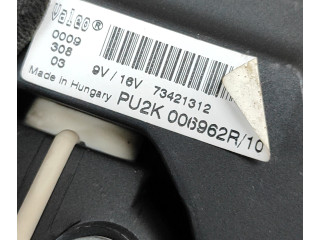 Valeo®
0009
308
03
9V / 16V 73421312
Made in Hungary PU2K 006962R/10